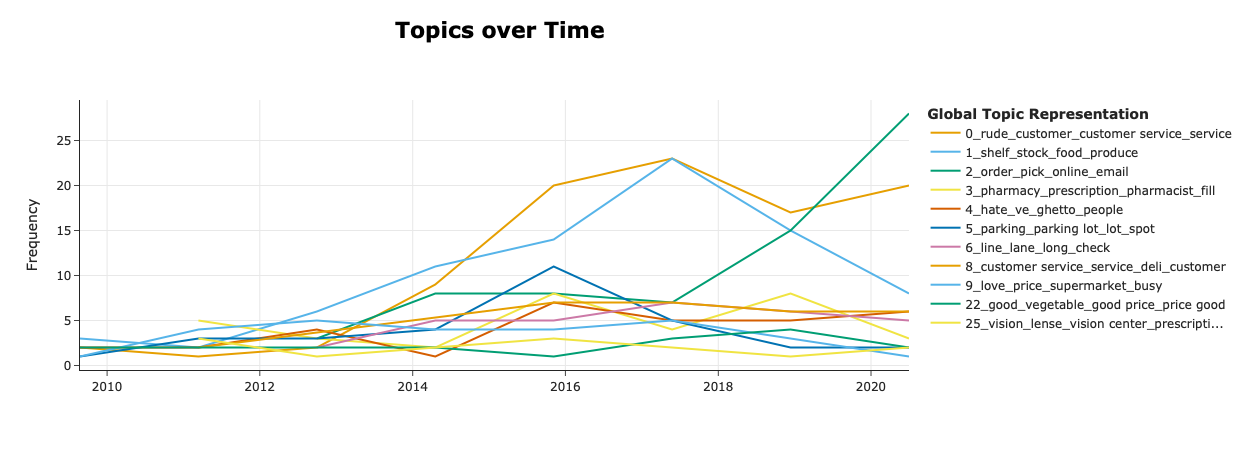 Topics over Time
Frequency
25
20
15
10
5
0
2010
2012
2014
2016
2018
2020
Global Topic Representation
0_rude_customer_customer service_service
1_shelf_stock_food_produce
2_order_pick_online_email
3_pharmacy_prescription_pharmacist_fill
4_hate_ve_ghetto_people
5_parking_parking lot_lot_spot
6_line_lane_long_check
8_customer service_service_deli_customer
9_love_price_supermarket_busy
22_good_vegetable_good price_price good
25_vision_lense_vision center_prescripti...